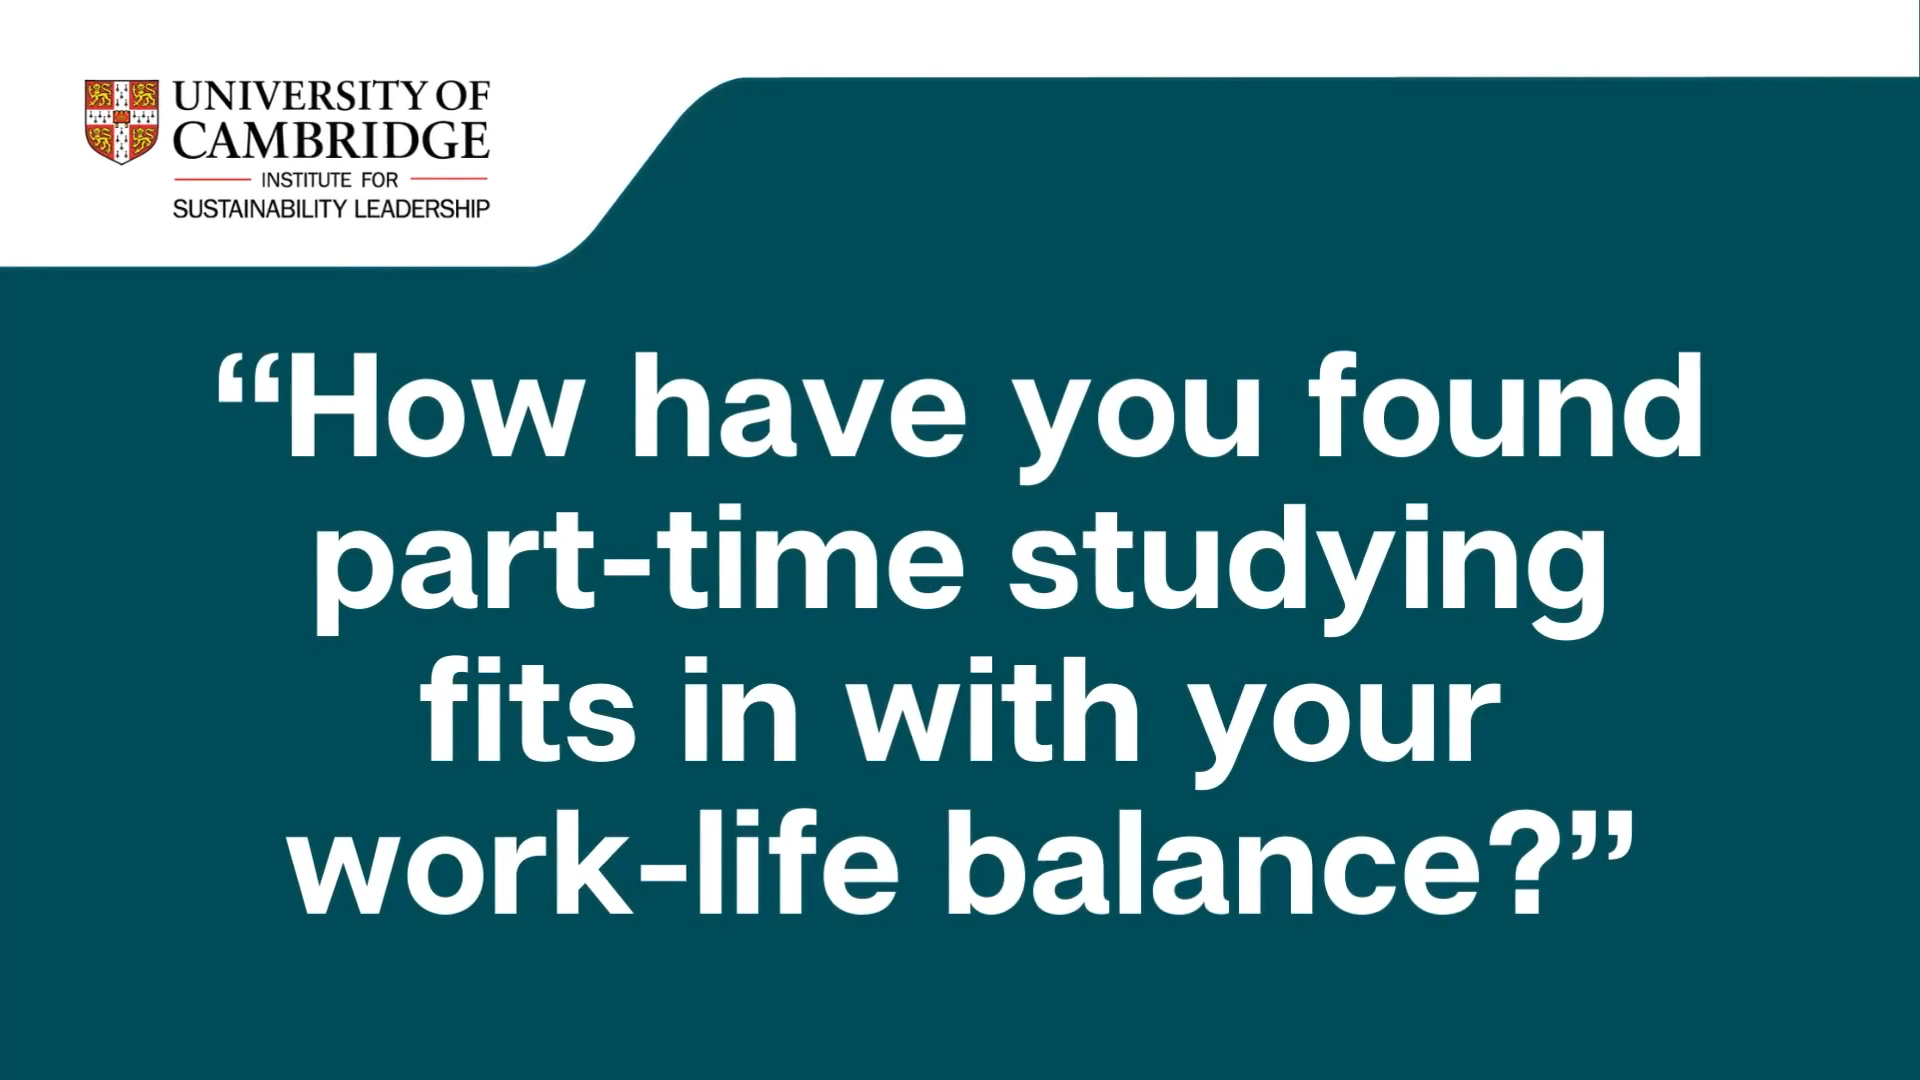 UNIVERSITY OF
CAMBRIDGE
INSTITUTE FOR
SUSTAINABILITY LEADERSHIP
“How have you found
part-time studying
fits in with your
work-life balance?”